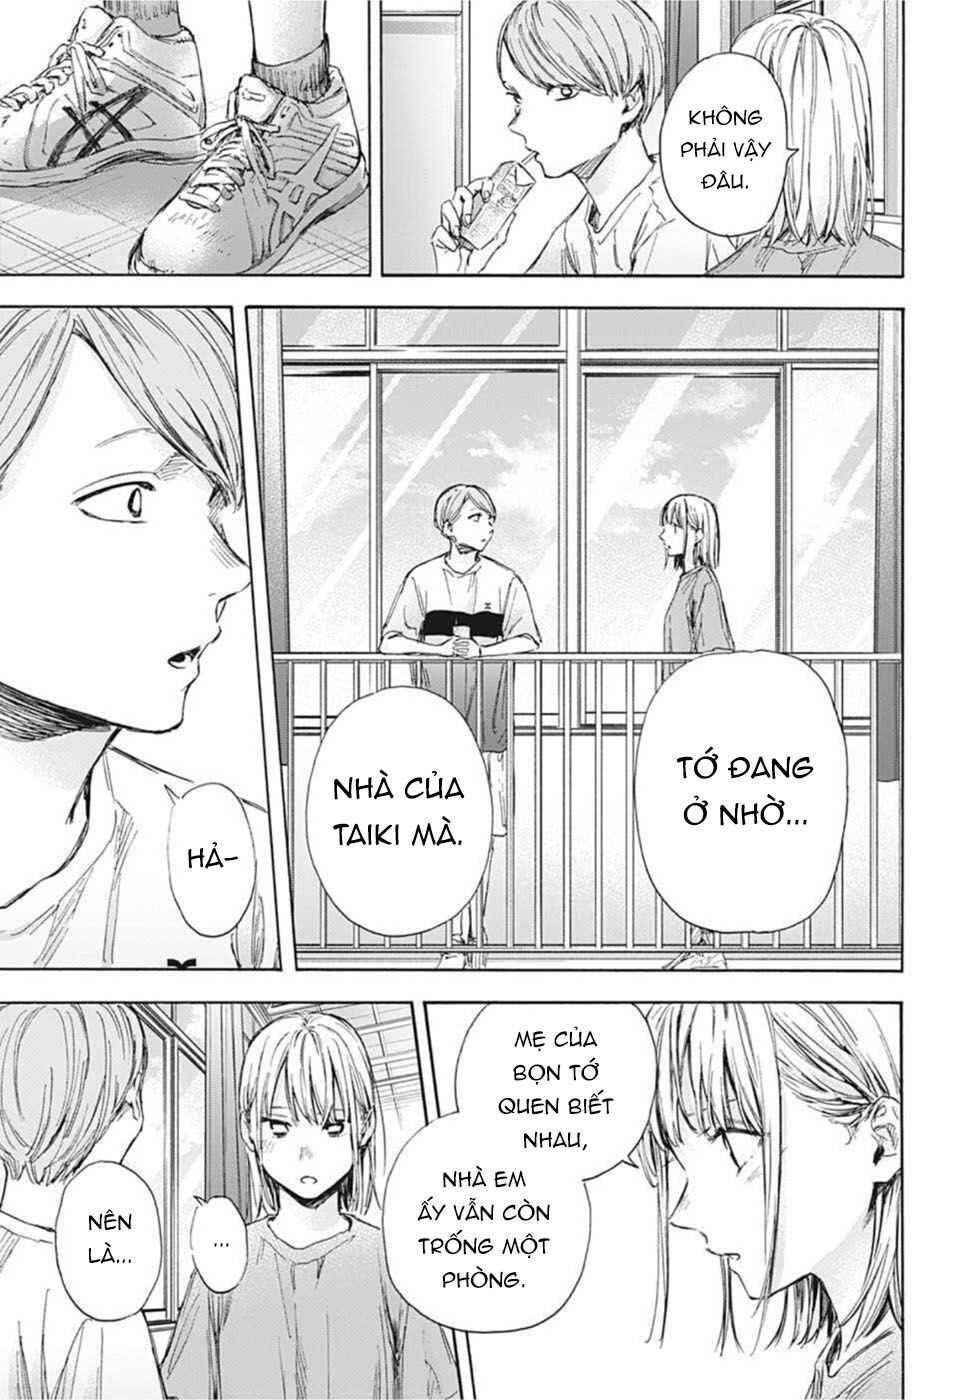 KHÔNG
PHẢI VẬY
ĐÂU.
TỚ ĐANG
Ở NHỜ...
NHÀ CỦA
TAIKI MÀ.
HẢ-
MẸ CỦA
BỌN TỚ
QUEN BIẾT
NHAU,
NHÀ EM
ẤY VẪN CÒN
TRỐNG MỘT
PHÒNG.
...
NÊN
LÀ...